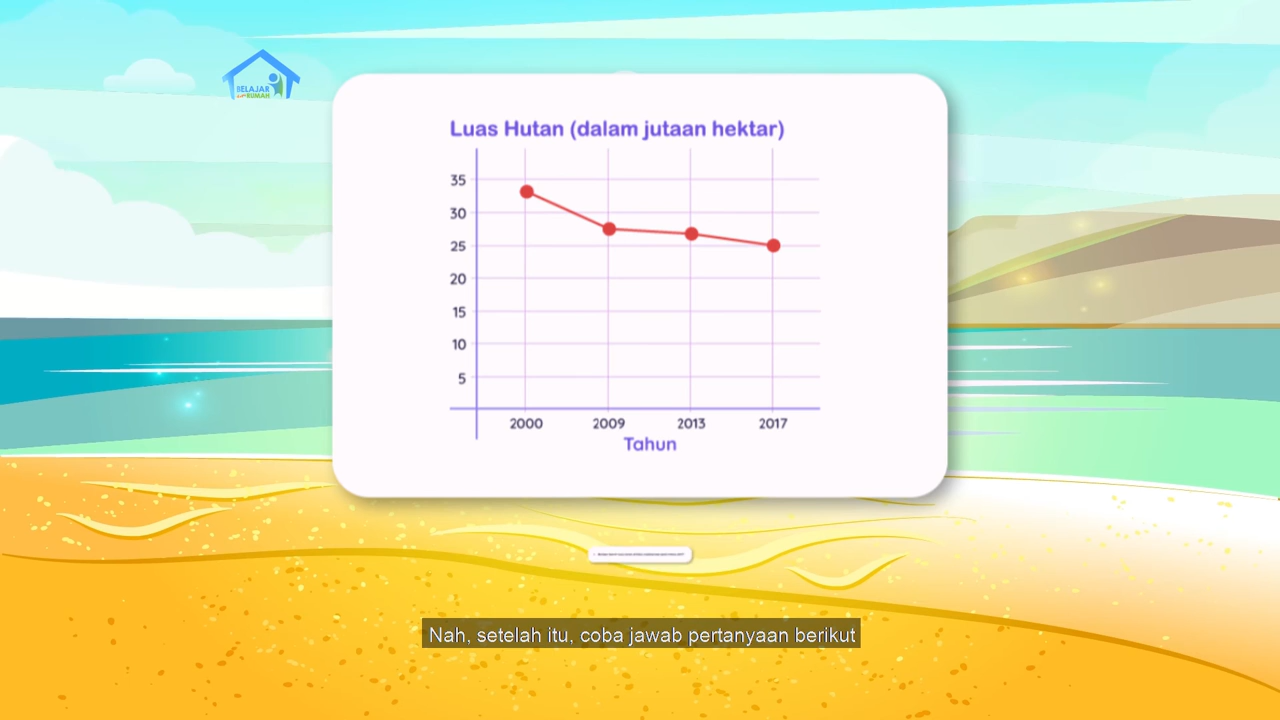 BELAJAR
dari RUMAH
Luas Hutan (dalam jutaan hektar)
35
30
25
20
15
10
5
2000 2009 2013 2017
Tahun
Nah, setelah itu, coba jawab pertanyaan berikut